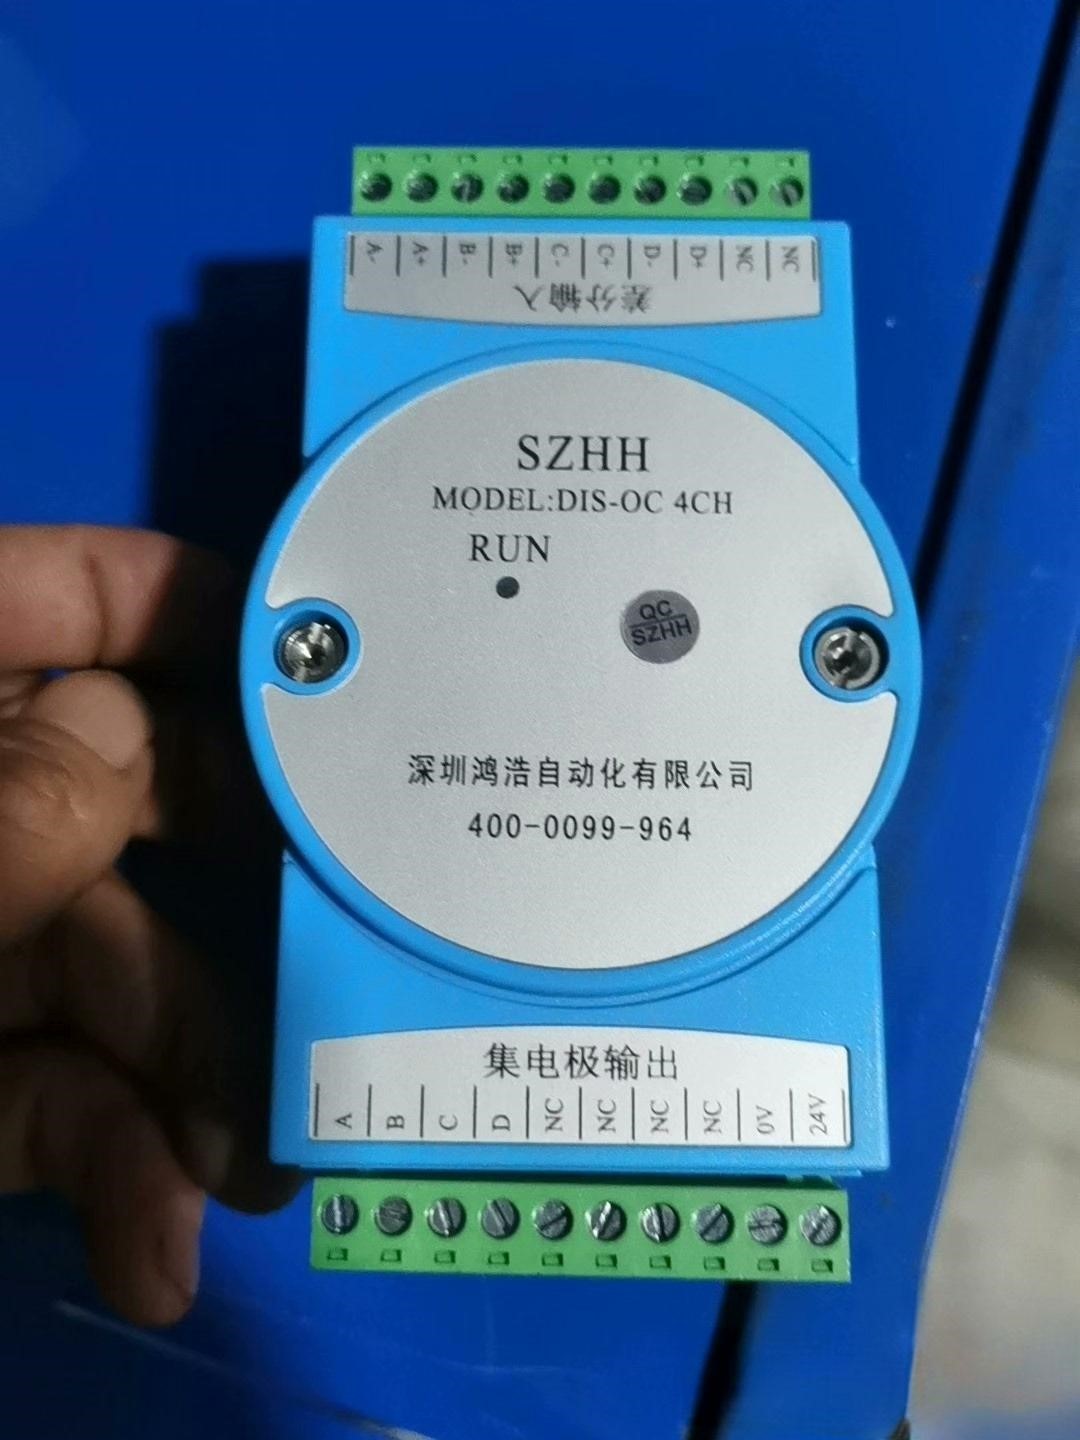 A- A+ B- B+ C- C+ D- D+ NC NC
差分输入
SZHH
MODEL:DIS-OC 4CH
RUN
QC
SZHH
深圳鸿浩自动化有限公司
400-0099-964
集电极输出
A B C D NC NC NC NC 0V 24V